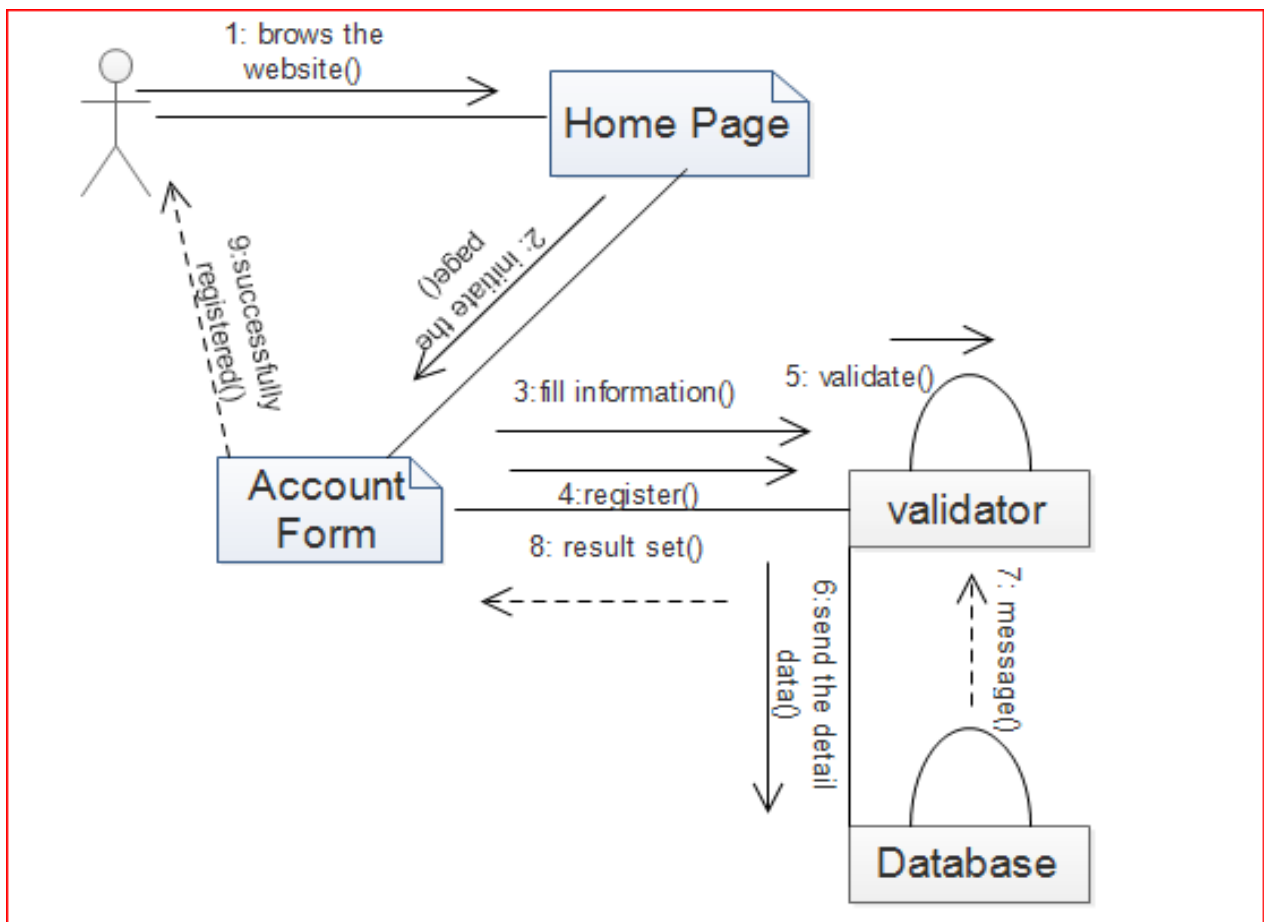 1: brows the
website()
Home Page
2: initiate the
page()
9:successfully
registered()
3:fill information()
5: validate()
Account
Form
4:register()
validator
8: result set()
6:send the detail
data()
7: message()
Database